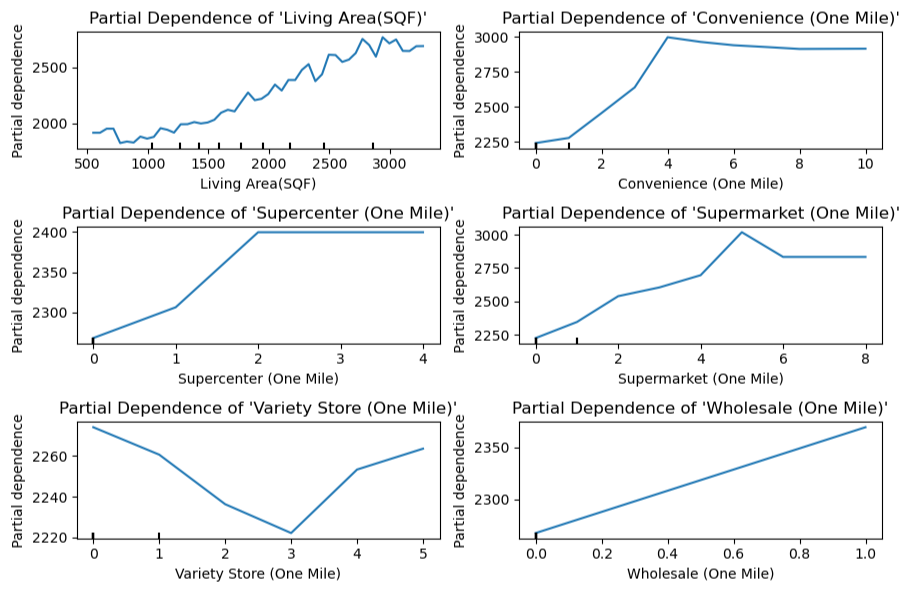 Partial Dependence of 'Living Area(SQF)'
Partial dependence
2500
2000
500 1000 1500 2000 2500 3000
Living Area(SQF)
Partial Dependence of 'Convenience (One Mile)'
Partial dependence
3000
2750
2500
2250
0 2 4 6 8 10
Convenience (One Mile)
Partial Dependence of 'Supercenter (One Mile)'
Partial dependence
2400
2350
2300
0 1 2 3 4
Supercenter (One Mile)
Partial Dependence of 'Supermarket (One Mile)'
Partial dependence
3000
2750
2500
2250
0 2 4 6 8
Supermarket (One Mile)
Partial Dependence of 'Variety Store (One Mile)'
Partial dependence
2260
2240
2220
0 1 2 3 4 5
Variety Store (One Mile)
Partial Dependence of 'Wholesale (One Mile)'
Partial dependence
2350
2300
0.0 0.2 0.4 0.6 0.8 1.0
Wholesale (One Mile)